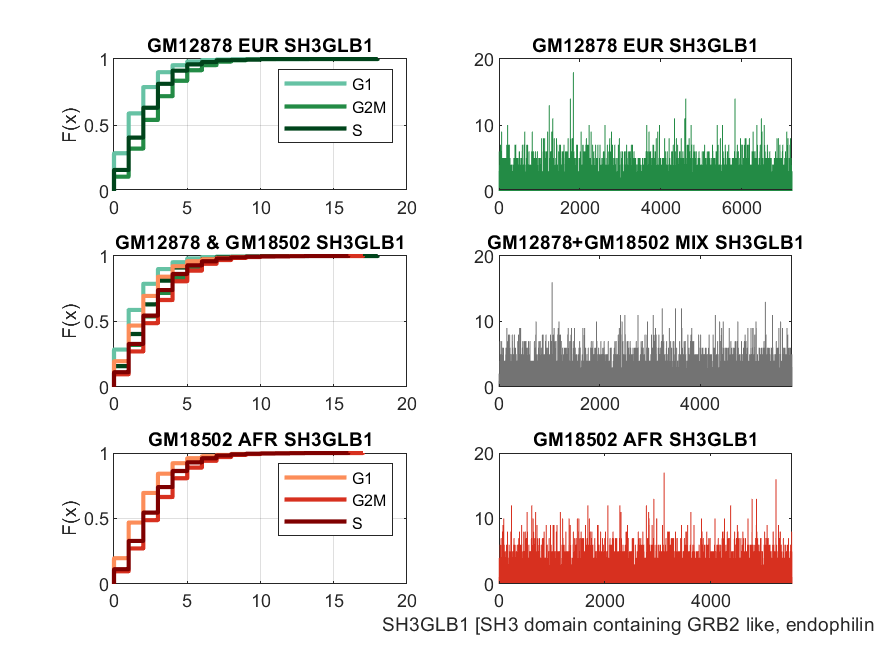 GM12878 EUR SH3GLB1
GM12878 EUR SH3GLB1
1
0.5
0
F(x)
G1
G2M
S
0 5 10 15 20
20
10
0
0 2000 4000 6000
GM12878 & GM18502 SH3GLB1
GM12878+GM18502 MIX SH3GLB1
1
0.5
0
F(x)
0 5 10 15 20
20
10
0
0 2000 4000
GM18502 AFR SH3GLB1
GM18502 AFR SH3GLB1
1
0.5
0
F(x)
G1
G2M
S
0 5 10 15 20
20
10
0
0 2000 4000
SH3GLB1 [SH3 domain containing GRB2 like, endophilin